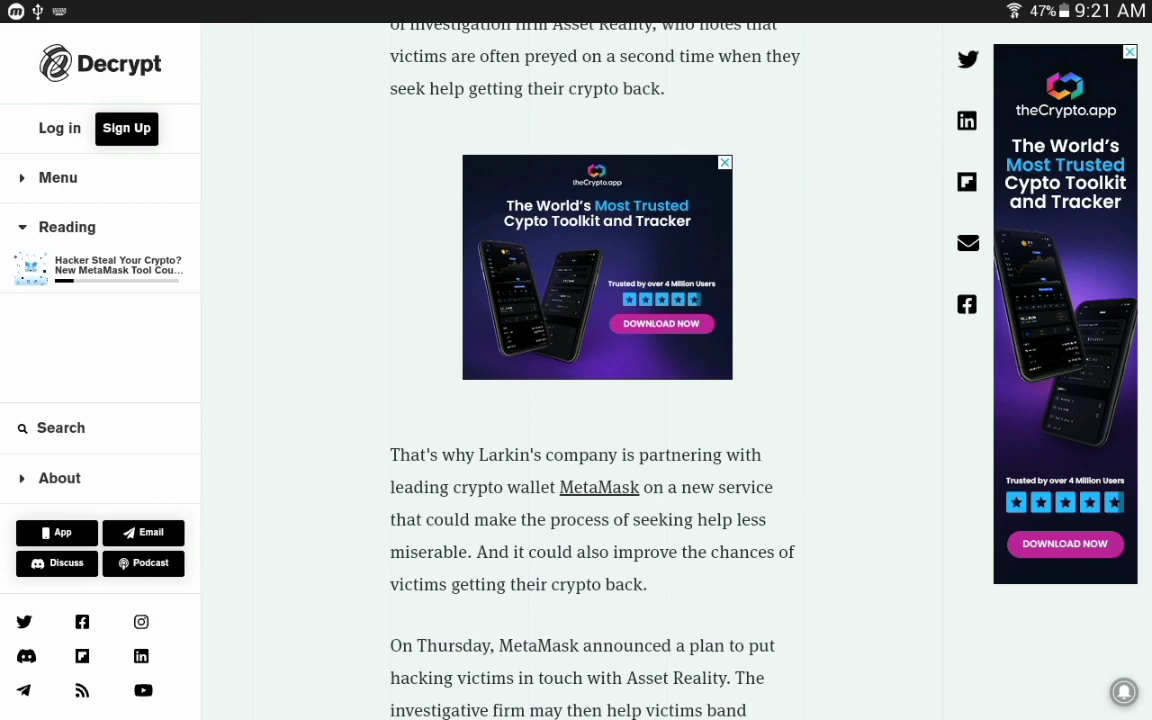 47% 9:21 AM
Decrypt
Log in Sign Up
Menu
Reading
Hacker Steal Your Crypto?
New MetaMask Tool Cou...
Search
About
App Email
Discuss Podcast
of investigation firm Asset Reality, who notes that
victims are often preyed on a second time when they
seek help getting their crypto back.
theCrypto.app
The World's Most Trusted
Cypto Toolkit and Tracker
Trusted by over 4 Million Users
DOWNLOAD NOW
That's why Larkin's company is partnering with
leading crypto wallet MetaMask on a new service
that could make the process of seeking help less
miserable. And it could also improve the chances of
victims getting their crypto back.
On Thursday, MetaMask announced a plan to put
hacking victims in touch with Asset Reality. The
investigative firm may then help victims band
theCrypto.app
The World's
Most Trusted
Cypto Toolkit
and Tracker
Trusted by over 4 Million Users
DOWNLOAD NOW